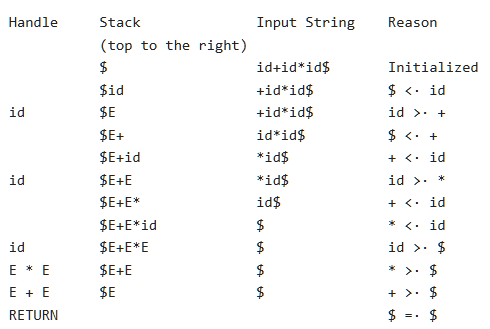 Handle Stack Input String Reason
(top to the right)
$ id+id*id$ Initialized
$id +id*id$ $ <· id
id $E +id*id$ id >· +
$E+ id*id$ $ <· +
$E+id *id$ + <· id
id $E+E *id$ id >· *
$E+E* id$ + <· id
$E+E*id $ * <· id
id $E+E*E $ id >· $
E * E $E+E $ * >· $
E + E $E $ + >· $
RETURN $ =· $